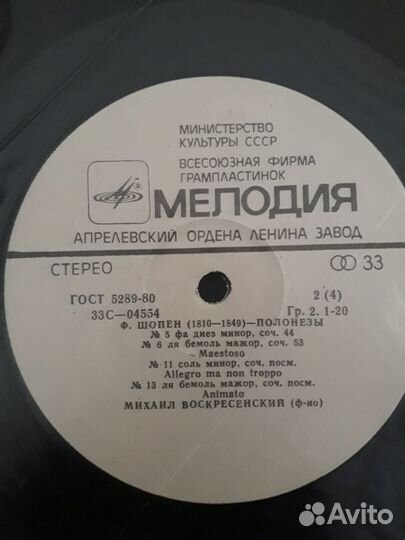 МИНИСТЕРСТВО
КУЛЬТУРЫ СССР
ВСЕСОЮЗНАЯ ФИРМА
ГРАМПЛАСТИНОК
МЕЛОДИЯ
АПРЕЛЕВСКИЙ ОРДЕНА ЛЕНИНА ЗАВОД
СТЕРЕО 33
ГОСТ 5289-80 2 (4)
33С—04554 Гр. 2. 1-20
Ф. ШОПЕН (1810—1849)—ПОЛОНЕЗЫ
№ 5 фа диез минор, соч. 44
№ 6 ля бемоль мажор, соч. 53
Maestoso
№ 11 соль минор, соч. посм.
Allegro ma non troppo
№ 13 ля бемоль мажор, соч. посм.
Animato
МИХАИЛ ВОСКРЕСЕНСКИЙ (ф-но)
Avito